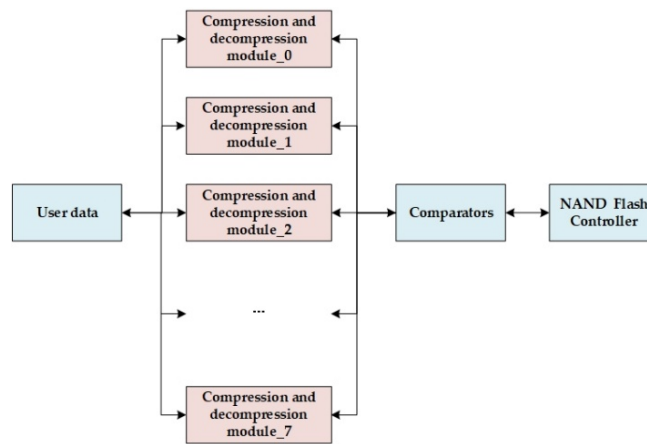 Compression and
decompression
module_0
Compression and
decompression
module_1
User data
Compression and
decompression
module_2
Comparators
NAND Flash
Controller
...
Compression and
decompression
module_7